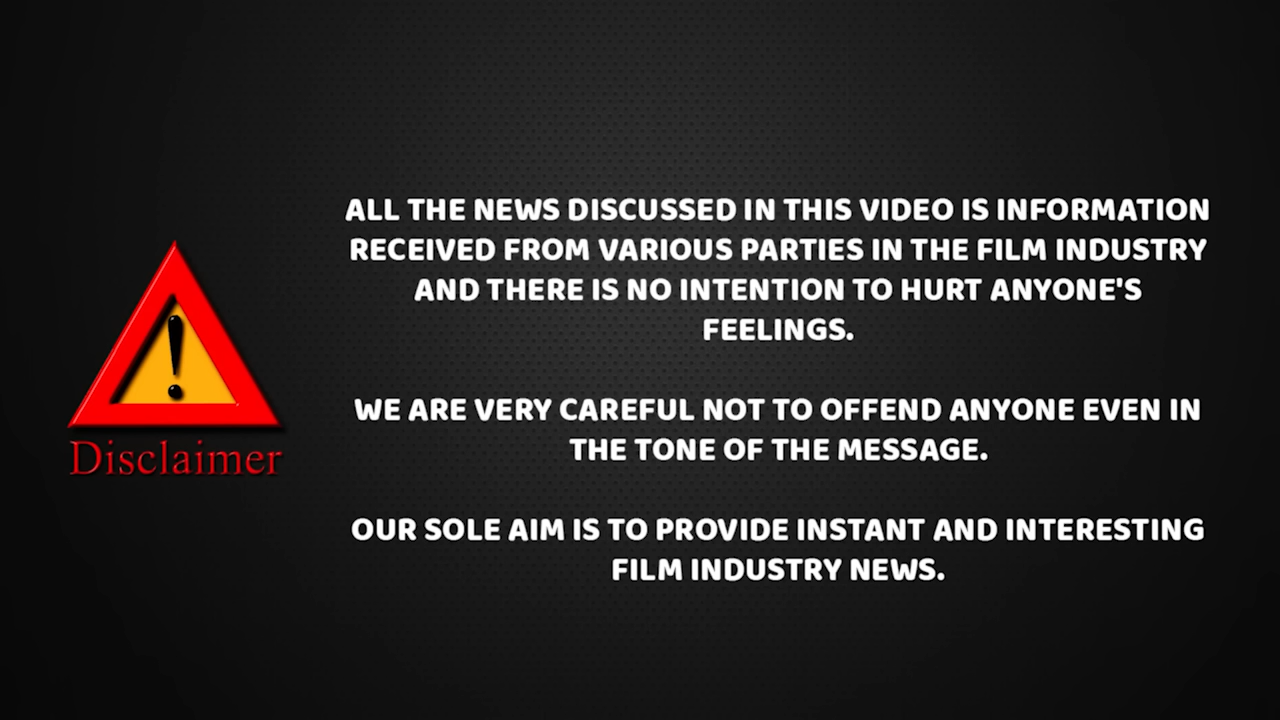 ALL THE NEWS DISCUSSED IN THIS VIDEO IS INFORMATION
RECEIVED FROM VARIOUS PARTIES IN THE FILM INDUSTRY
AND THERE IS NO INTENTION TO HURT ANYONE'S
FEELINGS.
WE ARE VERY CAREFUL NOT TO OFFEND ANYONE EVEN IN
THE TONE OF THE MESSAGE.
OUR SOLE AIM IS TO PROVIDE INSTANT AND INTERESTING
FILM INDUSTRY NEWS.
Disclaimer